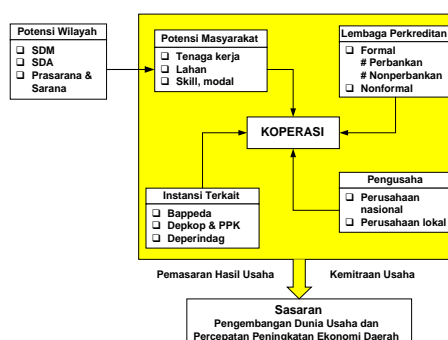 Potensi Wilayah
❑ SDM
❑ SDA
❑ Prasarana &
Sarana
Potensi Masyarakat
❑ Tenaga kerja
❑ Lahan
❑ Skill, modal
Lembaga Perkreditan
❑ Formal
# Perbankan
# Nonperbankan
❑ Nonformal
KOPERASI
Instansi Terkait
❑ Bappeda
❑ Depkop & PPK
❑ Deperindag
Pengusaha
❑ Perusahaan
nasional
❑ Perusahaan lokal
Pemasaran Hasil Usaha
Kemitraan Usaha
Sasaran
Pengembangan Dunia Usaha dan
Percepatan Peningkatan Ekonomi Daerah